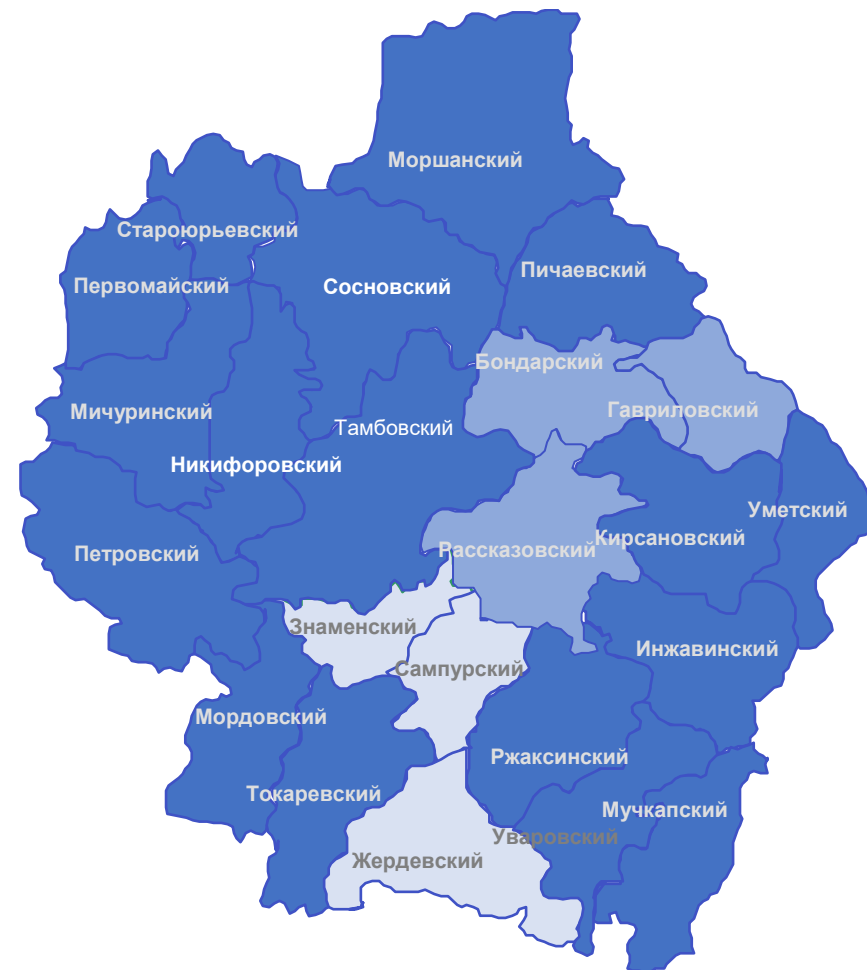 Моршанский
Староюрьевский
Пичаевский
Первомайский
Сосновский
Бондарский
Гавриловский
Мичуринский
Тамбовский
Никифоровский
Уметский
Кирсановский
Рассказовский
Петровский
Знаменский
Инжавинский
Сампурский
Мордовский
Ржаксинский
Токаревский
Мучкапский
Уваровский
Жердевский